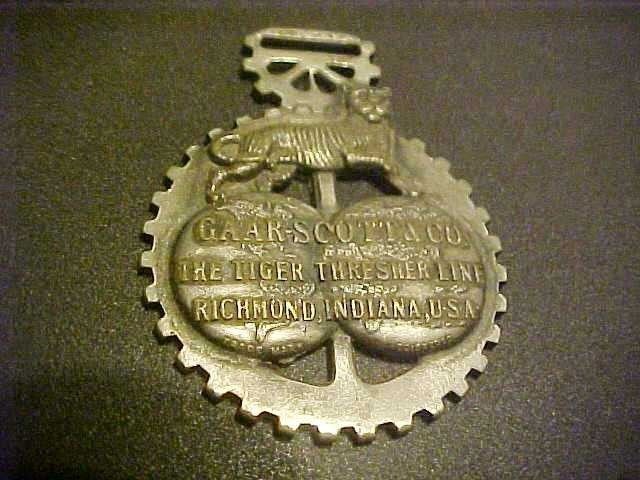 GAAR-SCOTT & CO.
THE TIGER THRESHER LINE
RICHMOND, INDIANA, U-S-A